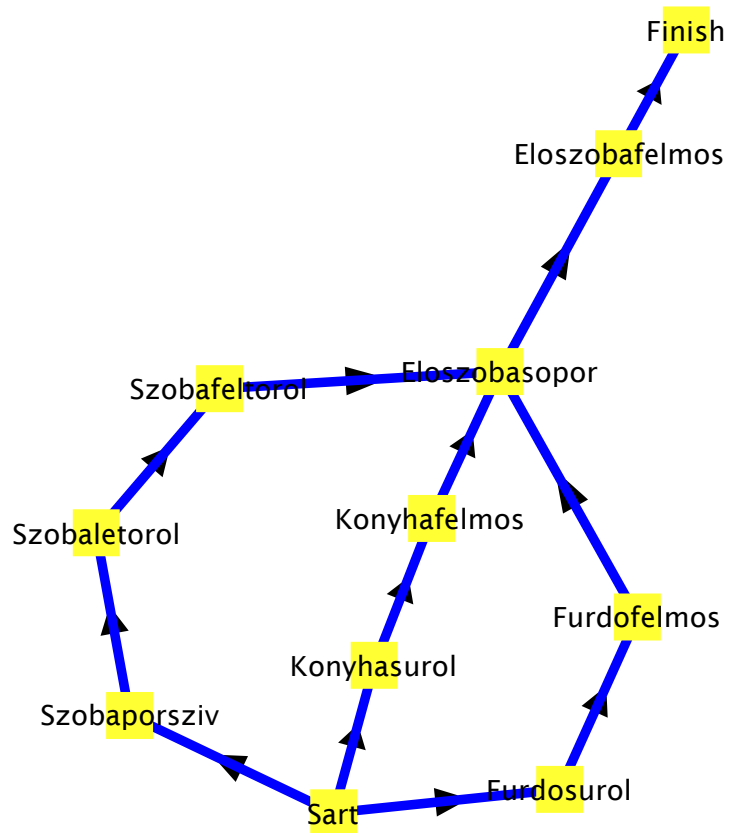 Finish
Eloszobafelmos
Eloszobasopor
Szobafeltorol
Konyhafelmos
Szobaletorol
Furdofelmos
Konyhasurol
Szobaporsziv
Furdosurol
Sart